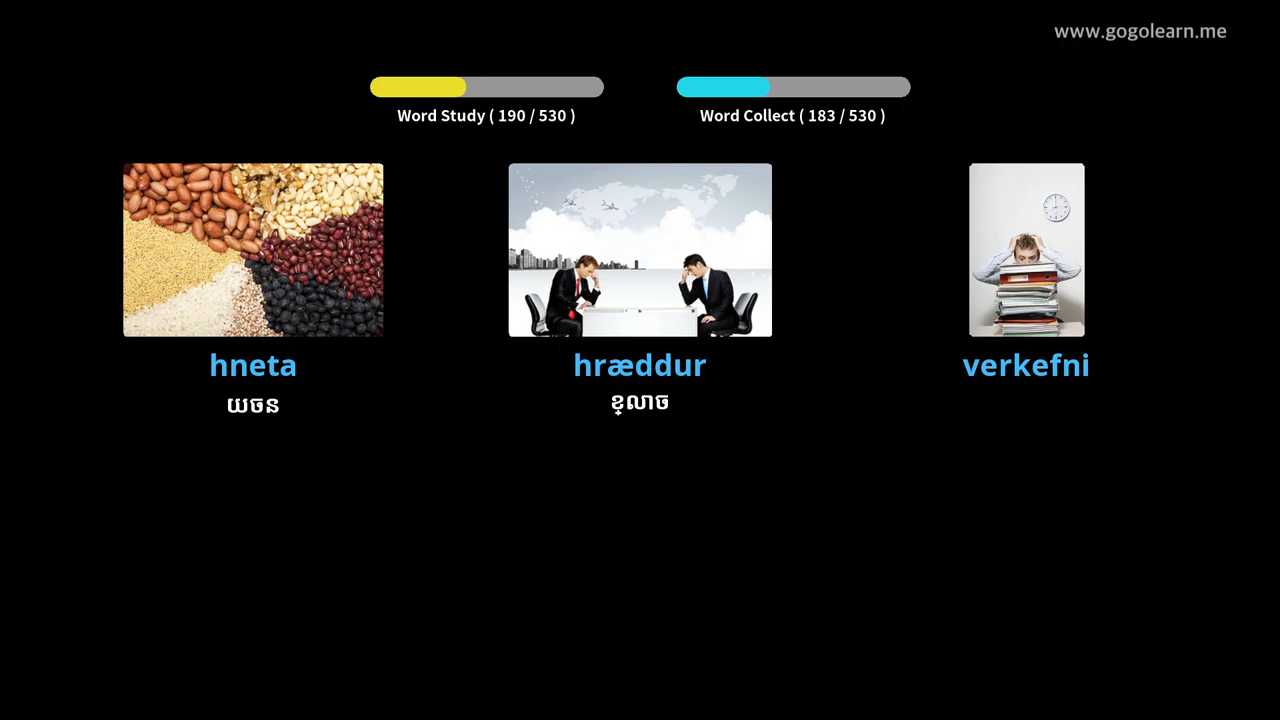 www.gogolearn.me
Word Study ( 190 / 530 )
Word Collect ( 183 / 530 )
hneta
hræddur
verkefni
យចន
ខ្លាច